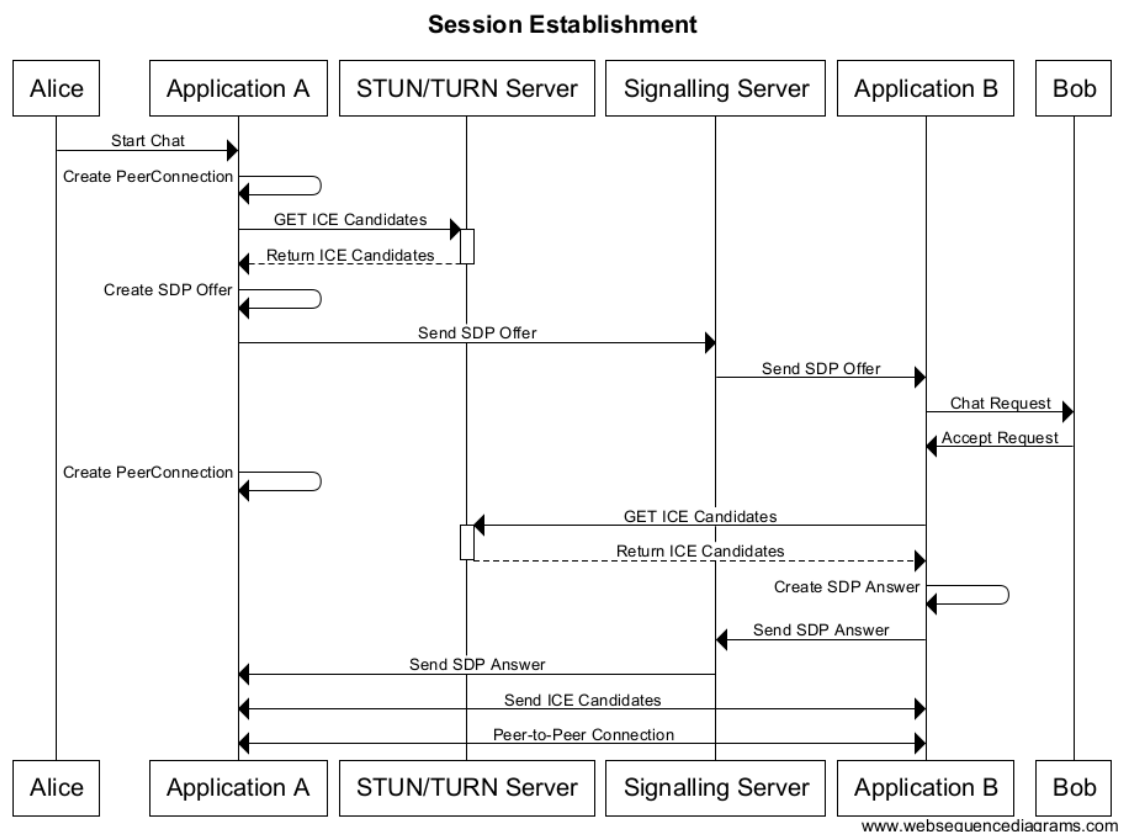 Session Establishment
Alice
Application A
STUN/TURN Server
Signalling Server
Application B
Bob
Start Chat
Create PeerConnection
GET ICE Candidates
Return ICE Candidates
Create SDP Offer
Send SDP Offer
Send SDP Offer
Chat Request
Accept Request
Create PeerConnection
GET ICE Candidates
Return ICE Candidates
Create SDP Answer
Send SDP Answer
Send SDP Answer
Send ICE Candidates
Peer-to-Peer Connection
Alice
Application A
STUN/TURN Server
Signalling Server
Application B
Bob
www.websequencediagrams.com